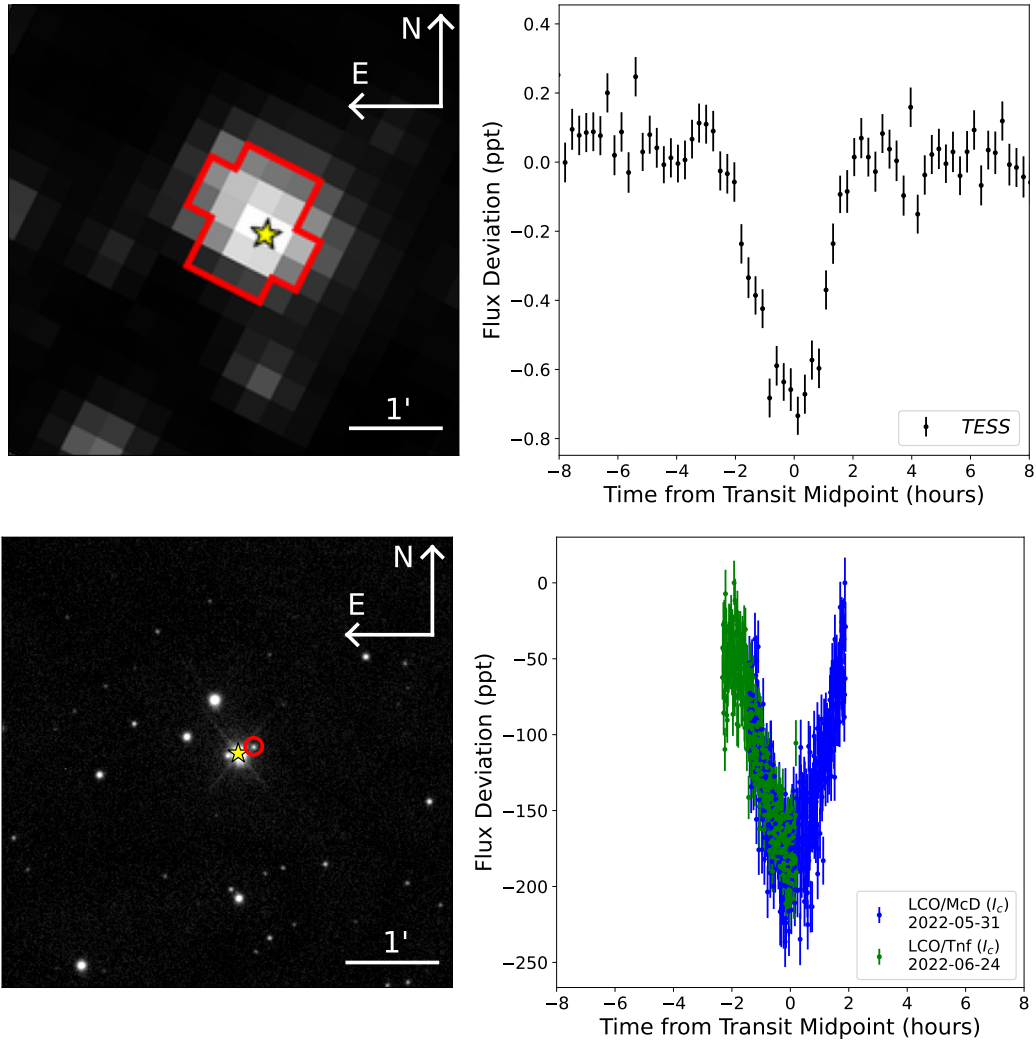 N
E
1'
Flux Deviation (ppt)
0.4
0.2
0.0
−0.2
−0.4
−0.6
−0.8
TESS
−8 −6 −4 −2 0 2 4 6 8
Time from Transit Midpoint (hours)
N
E
1'
Flux Deviation (ppt)
0
−50
−100
−150
−200
−250
LCO/McD (I_c)
2022-05-31
LCO/Tnf (I_c)
2022-06-24
−8 −6 −4 −2 0 2 4 6 8
Time from Transit Midpoint (hours)